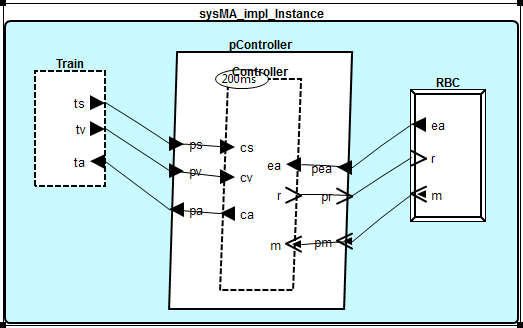 sysMA_impl_Instance
pController
Train
Controller
200ms
RBC
ts
tv
ta
ps
pv
pa
cs
cv
ca
ea
r
m
pea
pr
pm
ea
r
m